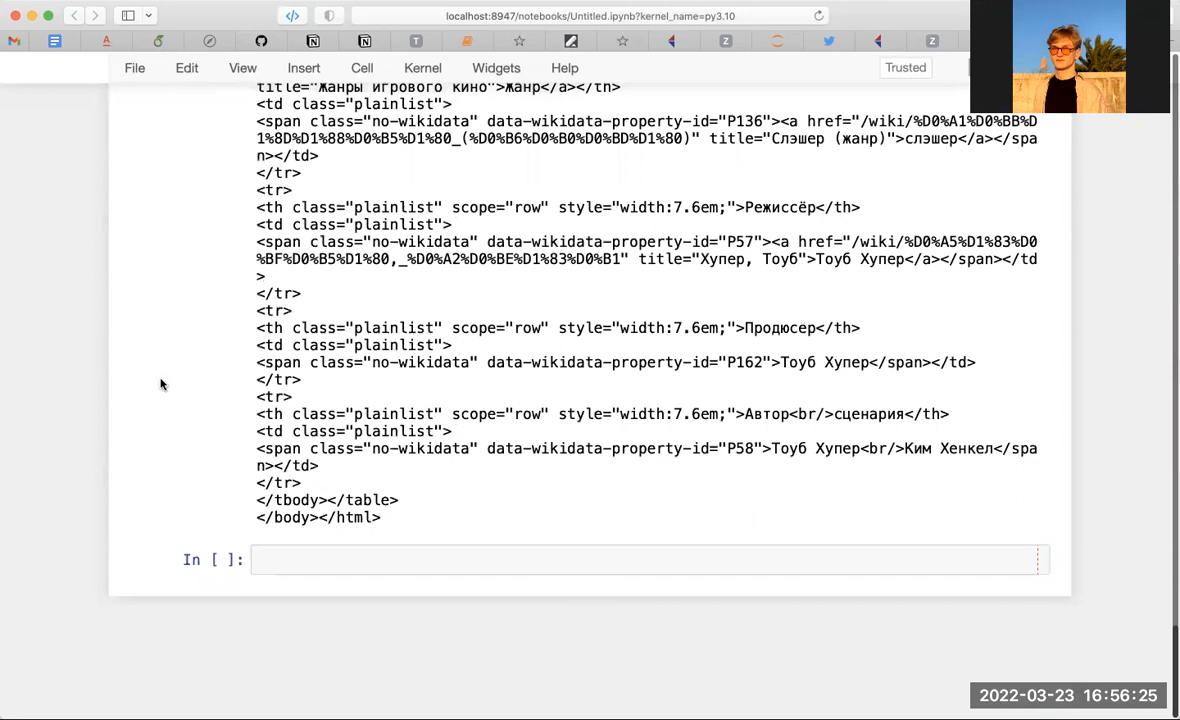 localhost:8947/notebooks/Untitled.ipynb?kernel_name=py3.10
File Edit View Insert Cell Kernel Widgets Help
Trusted
title="Жанры игрового кино">Жанр</a></th>
<td class="plainlist">
<span class="no-wikidata" data-wikidata-property-id="P136"><a href="/wiki/%D0%A1%D0%BB%D
1%8D%D1%88%D0%B5%D1%80_(%D0%B6%D0%B0%D0%BD%D1%80)" title="Слэшер (жанр)">слэшер</a></spa
n></td>
</tr>
<tr>
<th class="plainlist" scope="row" style="width:7.6em;">Режиссёр</th>
<td class="plainlist">
<span class="no-wikidata" data-wikidata-property-id="P57"><a href="/wiki/%D0%A5%D1%83%D0
%BF%D0%B5%D1%80,_%D0%A2%D0%BE%D1%83%D0%B1" title="Хупер, Тоуб">Тоуб Хупер</a></span></td
>
</tr>
<tr>
<th class="plainlist" scope="row" style="width:7.6em;">Продюсер</th>
<td class="plainlist">
<span class="no-wikidata" data-wikidata-property-id="P162">Тоуб Хупер</span></td>
</tr>
<tr>
<th class="plainlist" scope="row" style="width:7.6em;">Автор<br/>сценария</th>
<td class="plainlist">
<span class="no-wikidata" data-wikidata-property-id="P58">Тоуб Хупер<br/>Ким Хенкел</spa
n></td>
</tr>
</tbody></table>
</body></html>
In [ ]:
2022-03-23 16:56:25